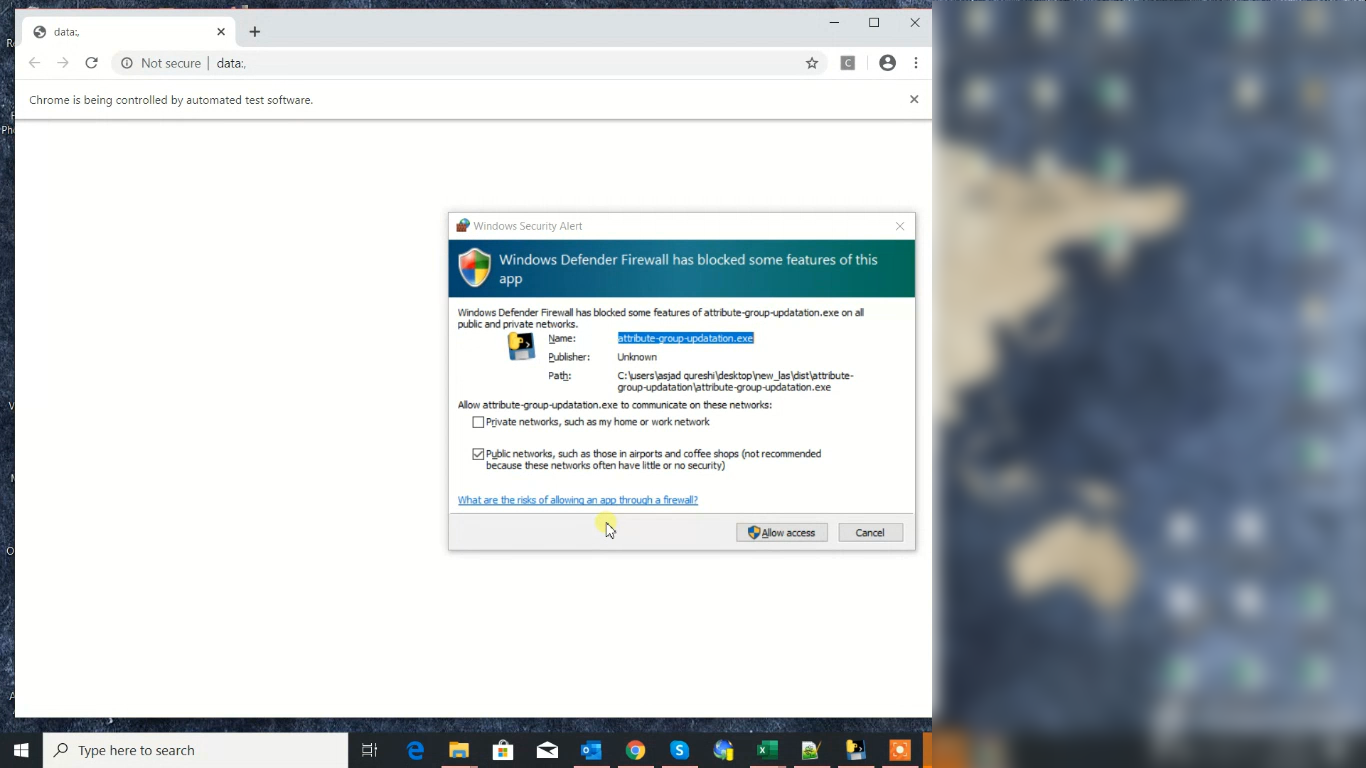 data:,
Not secure | data:,
C
Chrome is being controlled by automated test software.
Windows Security Alert
Windows Defender Firewall has blocked some features of this
app
Windows Defender Firewall has blocked some features of attribute-group-updatation.exe on all
public and private networks.
Name: attribute-group-updatation.exe
Publisher: Unknown
Path: C:\users\asjad qureshi\desktop\new_las\dist\attribute-
group-updatation\attribute-group-updatation.exe
Allow attribute-group-updatation.exe to communicate on these networks:
Private networks, such as my home or work network
Public networks, such as those in airports and coffee shops (not recommended
because these networks often have little or no security)
What are the risks of allowing an app through a firewall?
Allow access Cancel
Type here to search